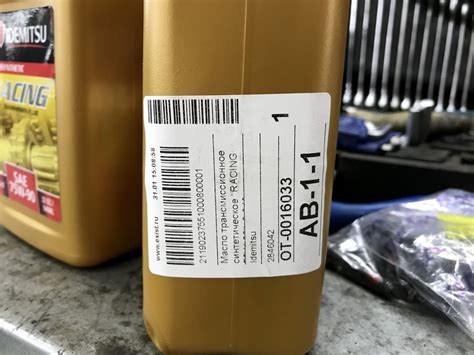 IDEMITSU
RACING
SAE
75W-90
www.exist.ru
31.01 15:08:58
2119023755100080001
Масло трансмиссионное
синтетическое "RACING
Idemitsu
2846042
OT-0016033
1
AB-1-1